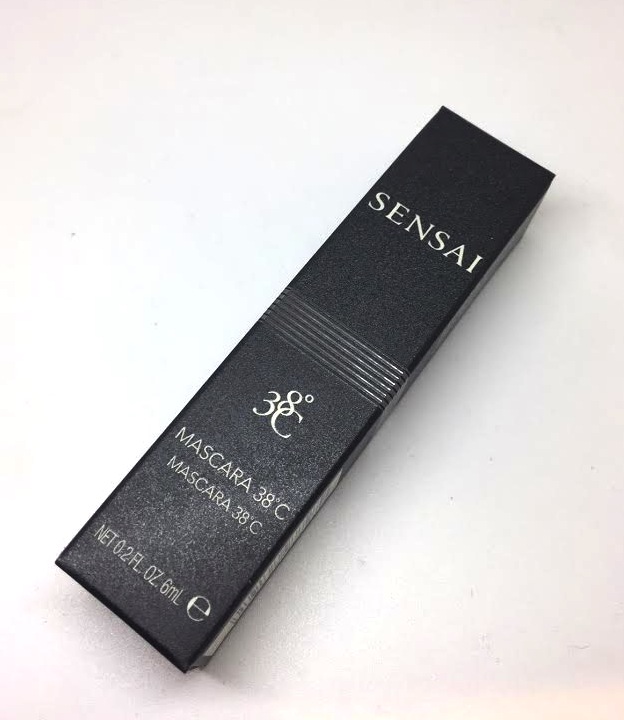 SENSAI
38°C
MASCARA 38°C
MASCARA 38°C
NET 0.2 FL. OZ. 6mL ℮